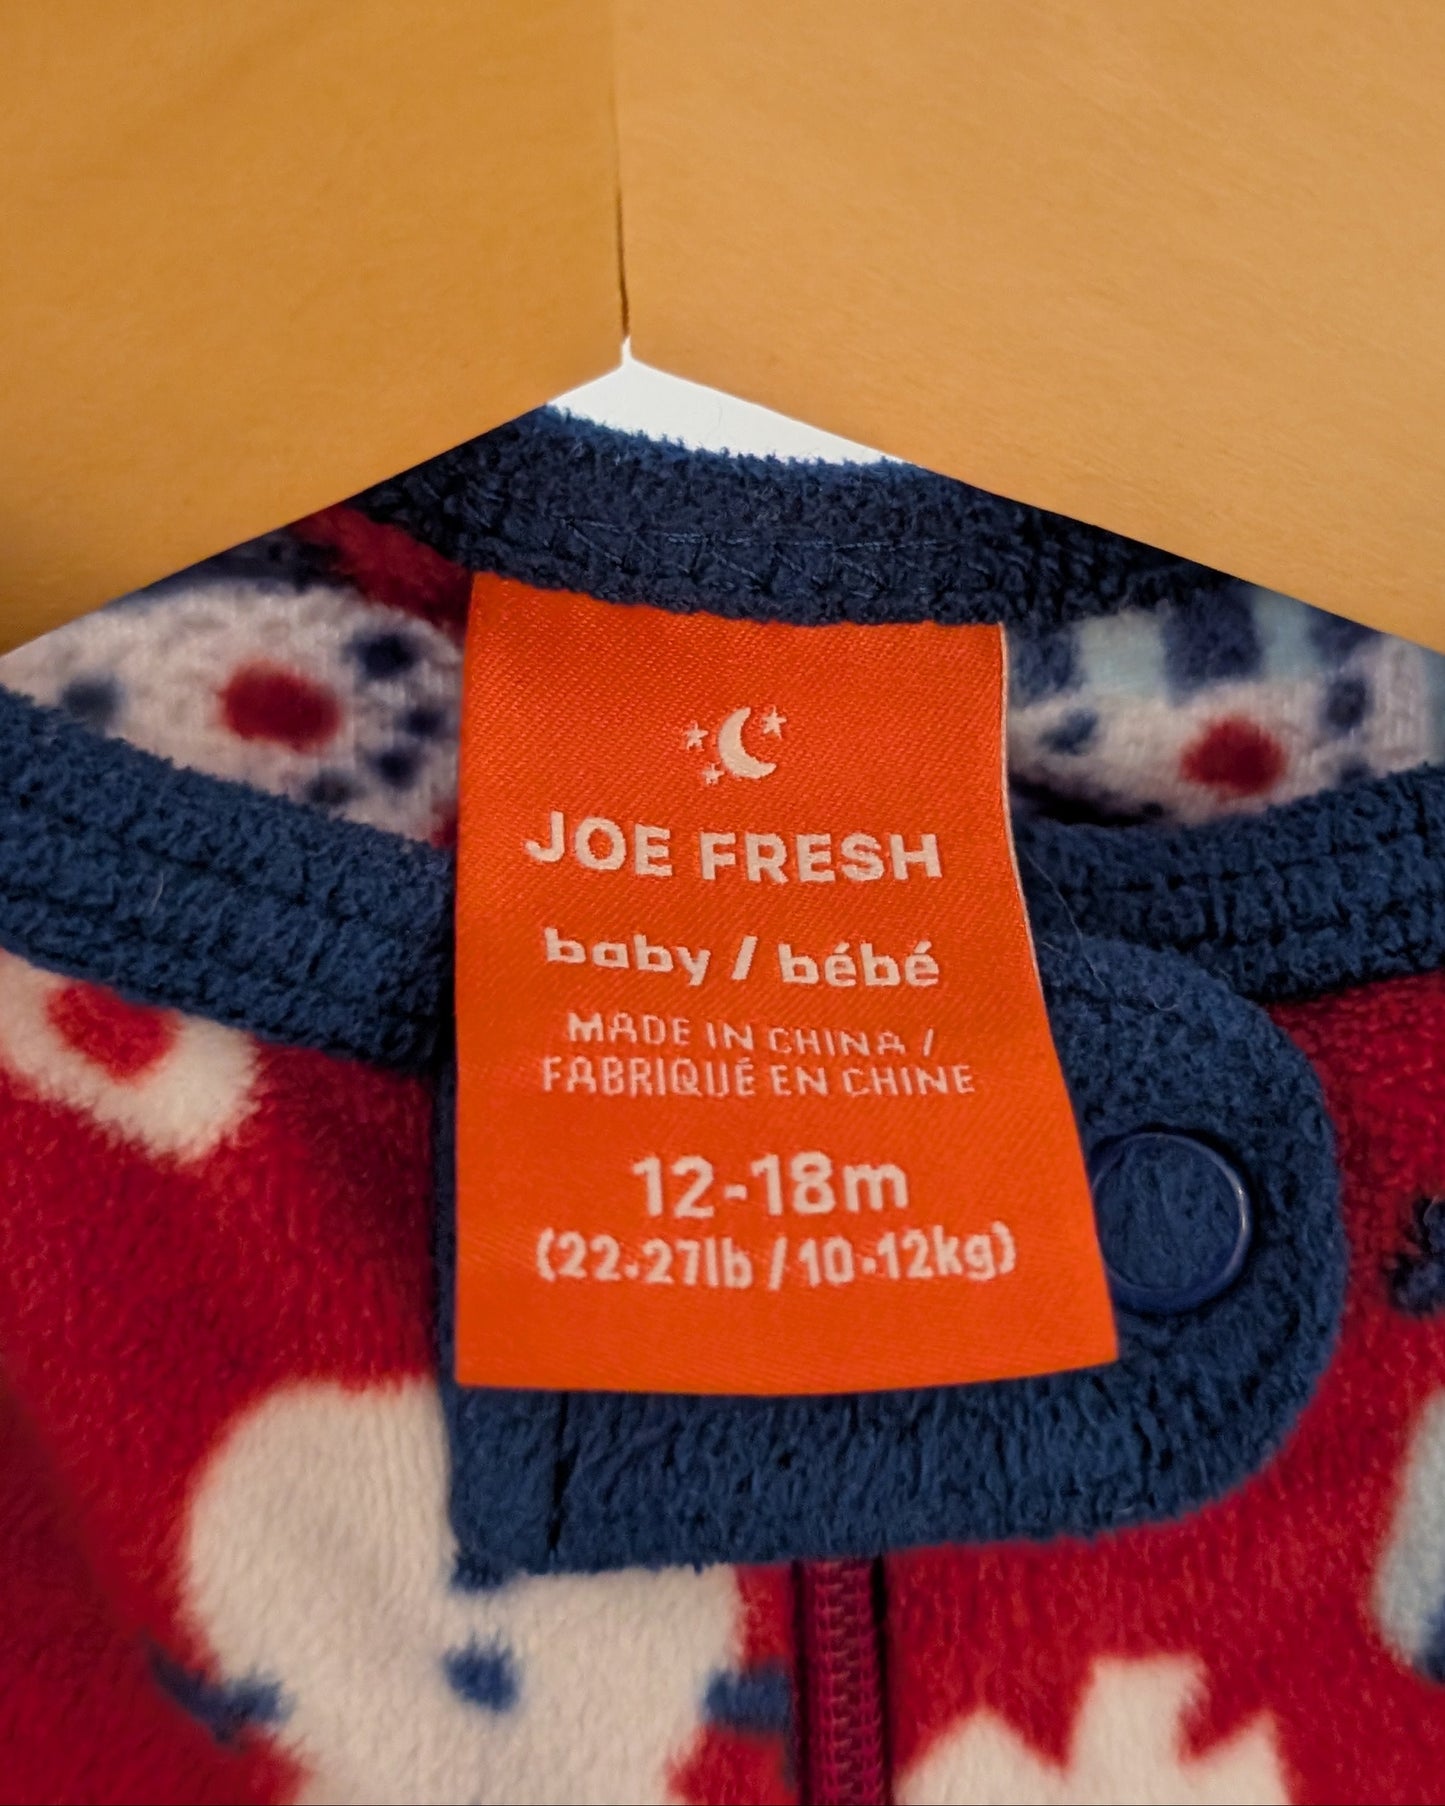 JOE FRESH
baby / bébé
MADE IN CHINA /
FABRIQUÉ EN CHINE
12-18m
(22-27lb / 10-12kg)